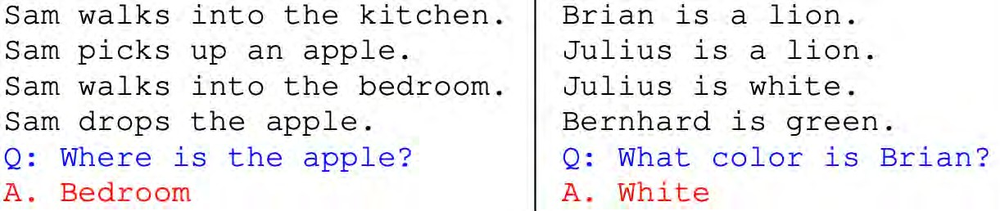 Sam walks into the kitchen.
Sam picks up an apple.
Sam walks into the bedroom.
Sam drops the apple.
Q: Where is the apple?
A. Bedroom
Brian is a lion.
Julius is a lion.
Julius is white.
Bernhard is green.
Q: What color is Brian?
A. White